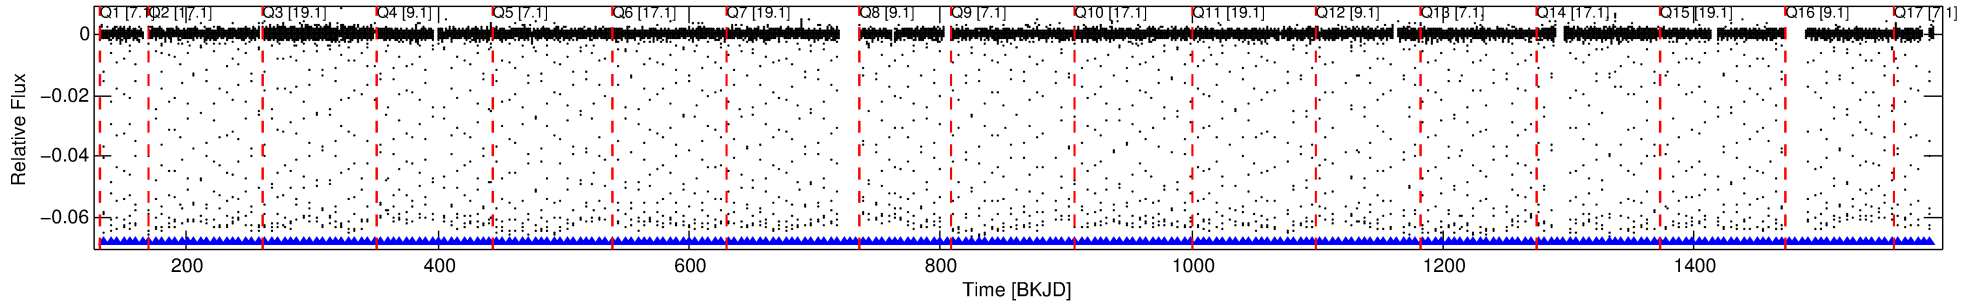 Q1 [7.1] Q2 [17.1] Q3 [19.1] Q4 [9.1] Q5 [7.1] Q6 [17.1] Q7 [19.1] Q8 [9.1] Q9 [7.1] Q10 [17.1] Q11 [19.1] Q12 [9.1] Q13 [7.1] Q14 [17.1] Q15 [19.1] Q16 [9.1] Q17 [7.1]
0
−0.02
−0.04
−0.06
Relative Flux
200 400 600 800 1000 1200 1400
Time [BKJD]